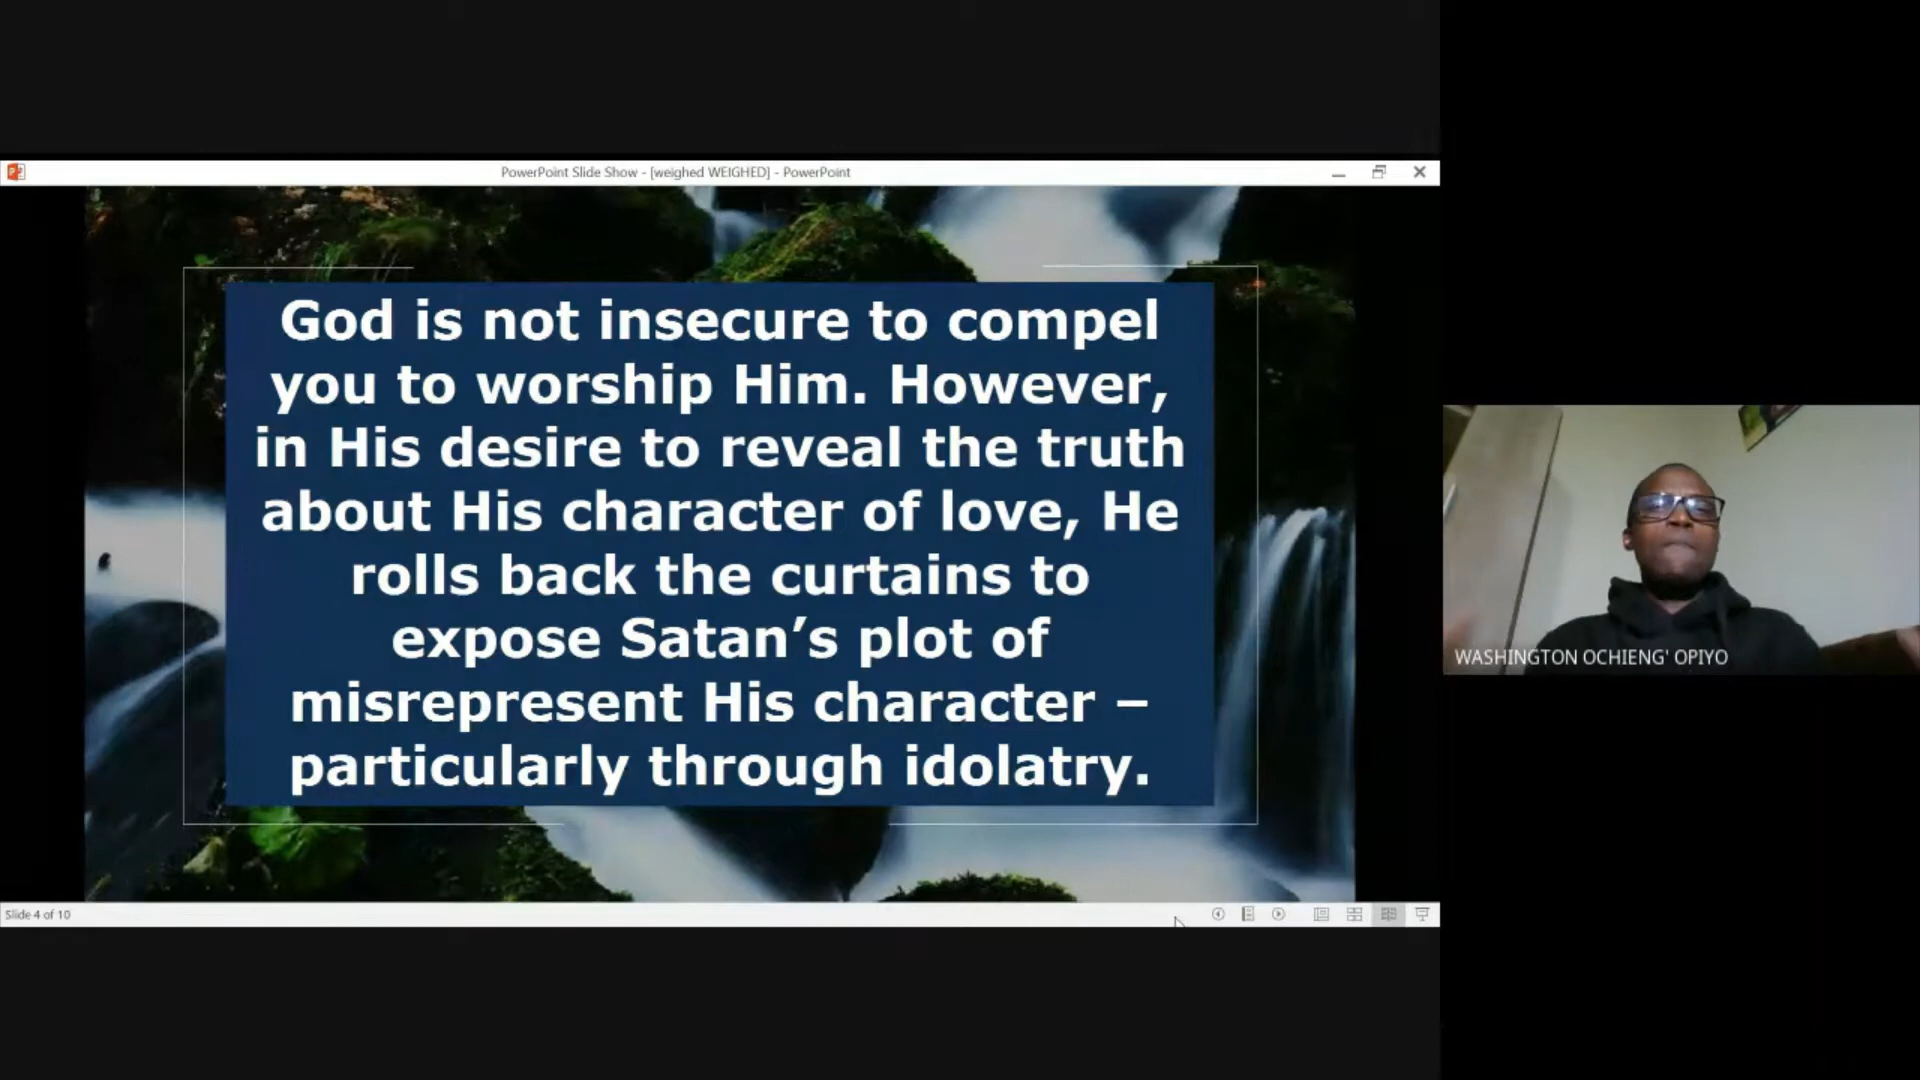 PowerPoint Slide Show - [weighed WEIGHED] - PowerPoint
God is not insecure to compel
you to worship Him. However,
in His desire to reveal the truth
about His character of love, He
rolls back the curtains to
expose Satan’s plot of
misrepresent His character –
particularly through idolatry.
WASHINGTON OCHIENG' OPIYO
Slide 4 of 10